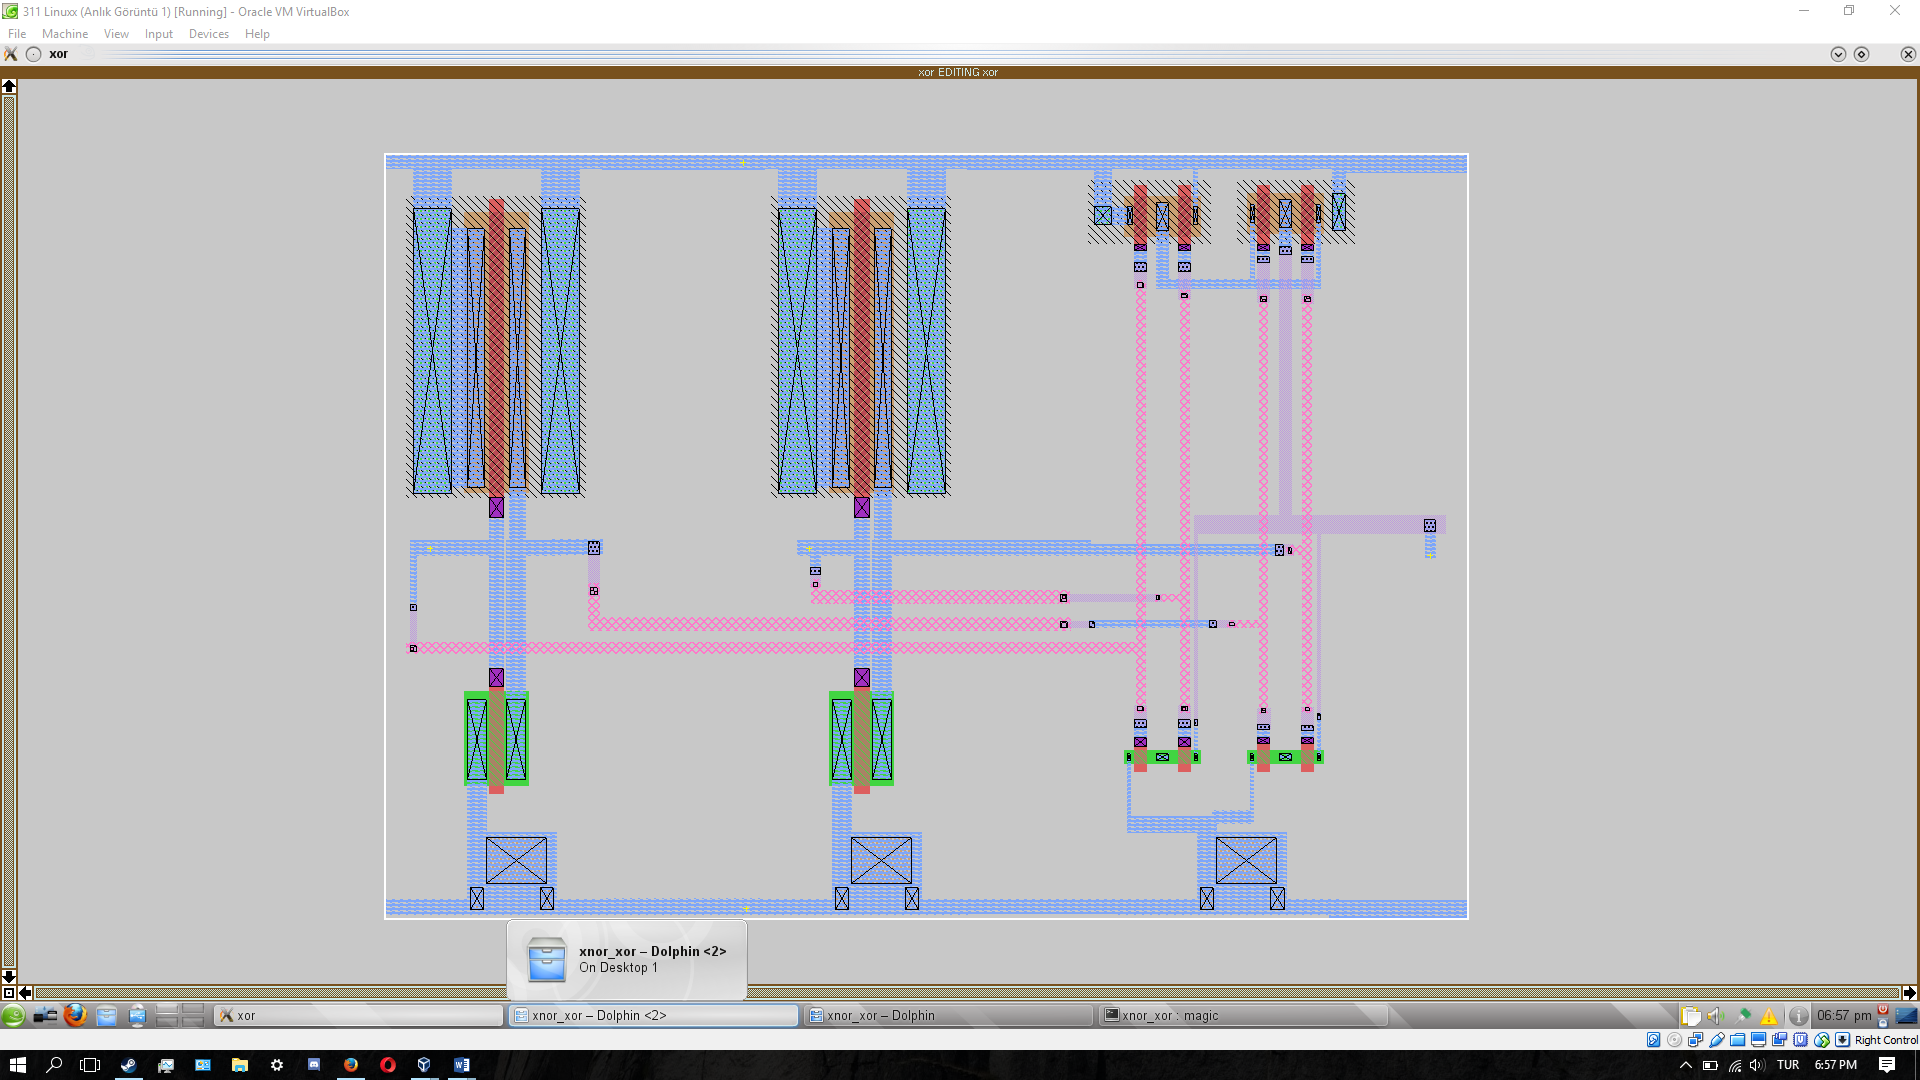 311 Linuxx (Anlık Görüntü 1) [Running] - Oracle VM VirtualBox
File Machine View Input Devices Help
xor
xor EDITING xor
xnor_xor – Dolphin <2>
On Desktop 1
xor
xnor_xor – Dolphin <2>
xnor_xor – Dolphin
xnor_xor : magic
06:57 pm
Right Control
TUR
6:57 PM